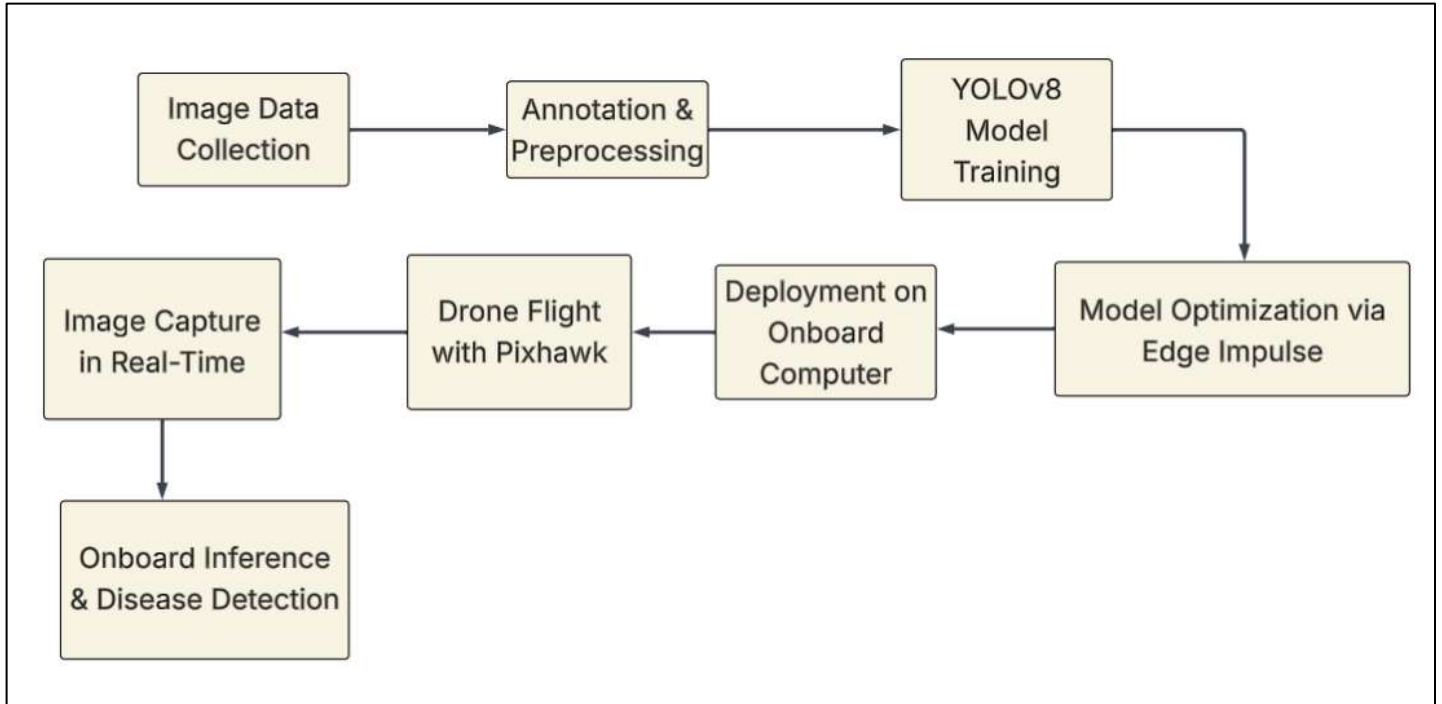 Image Data
Collection
Annotation &
Preprocessing
YOLOv8
Model
Training
Model Optimization via
Edge Impulse
Deployment on
Onboard
Computer
Drone Flight
with Pixhawk
Image Capture
in Real-Time
Onboard Inference
& Disease Detection